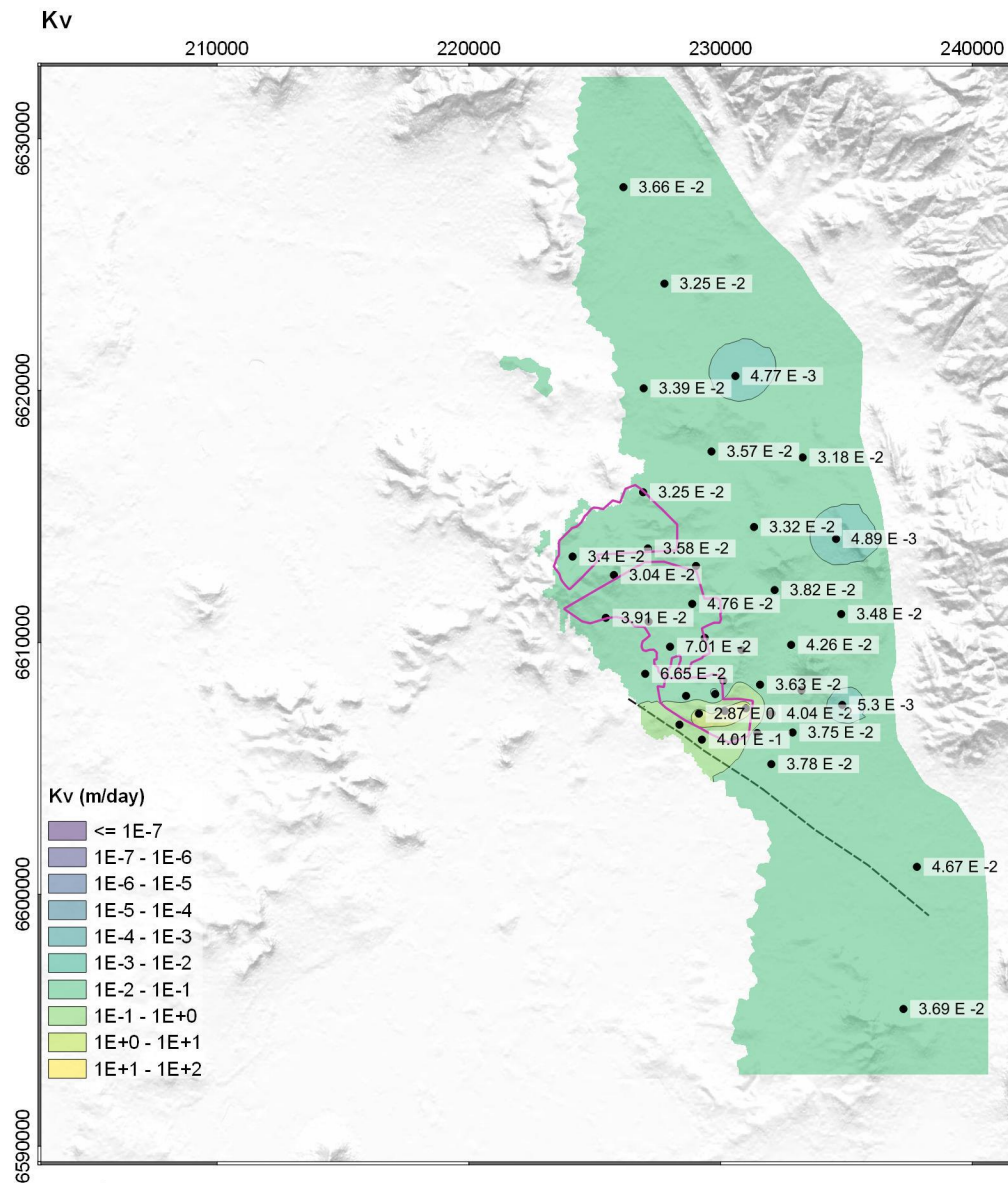 Kv
210000
220000
230000
240000
6630000
6620000
6610000
6600000
6590000
3.66 E -2
3.25 E -2
4.77 E -3
3.39 E -2
3.57 E -2
3.18 E -2
3.25 E -2
3.32 E -2
4.89 E -3
3.58 E -2
3.4 E -2
3.04 E -2
3.82 E -2
4.76 E -2
3.48 E -2
3.91 E -2
7.01 E -2
4.26 E -2
6.65 E -2
3.63 E -2
5.3 E -3
2.87 E 0
4.04 E -2
3.75 E -2
4.01 E -1
3.78 E -2
4.67 E -2
3.69 E -2
Kv (m/day)
<= 1E-7
1E-7 - 1E-6
1E-6 - 1E-5
1E-5 - 1E-4
1E-4 - 1E-3
1E-3 - 1E-2
1E-2 - 1E-1
1E-1 - 1E+0
1E+0 - 1E+1
1E+1 - 1E+2